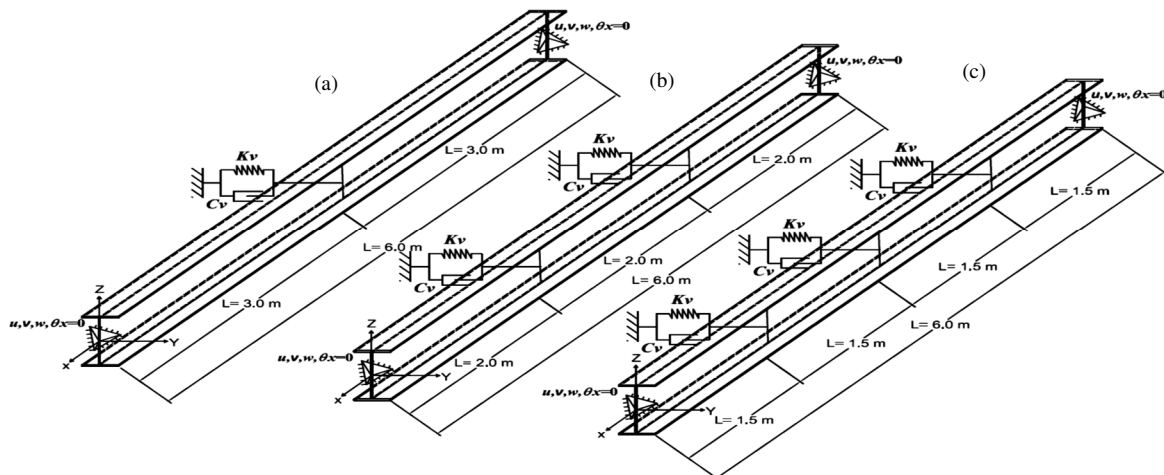 (a)
u,v,w,θx=0
Kv
Cv
L= 3.0 m
L= 6.0 m
L= 3.0 m
Z
u,v,w,θx=0
Y
x
(b)
u,v,w,θx=0
Kv
Cv
L= 2.0 m
Kv
Cv
L= 2.0 m
L= 6.0 m
L= 2.0 m
Z
u,v,w,θx=0
Y
x
(c)
u,v,w,θx=0
Kv
Cv
L= 1.5 m
Kv
Cv
L= 1.5 m
L= 6.0 m
Kv
Cv
L= 1.5 m
L= 1.5 m
Z
u,v,w,θx=0
Y
x